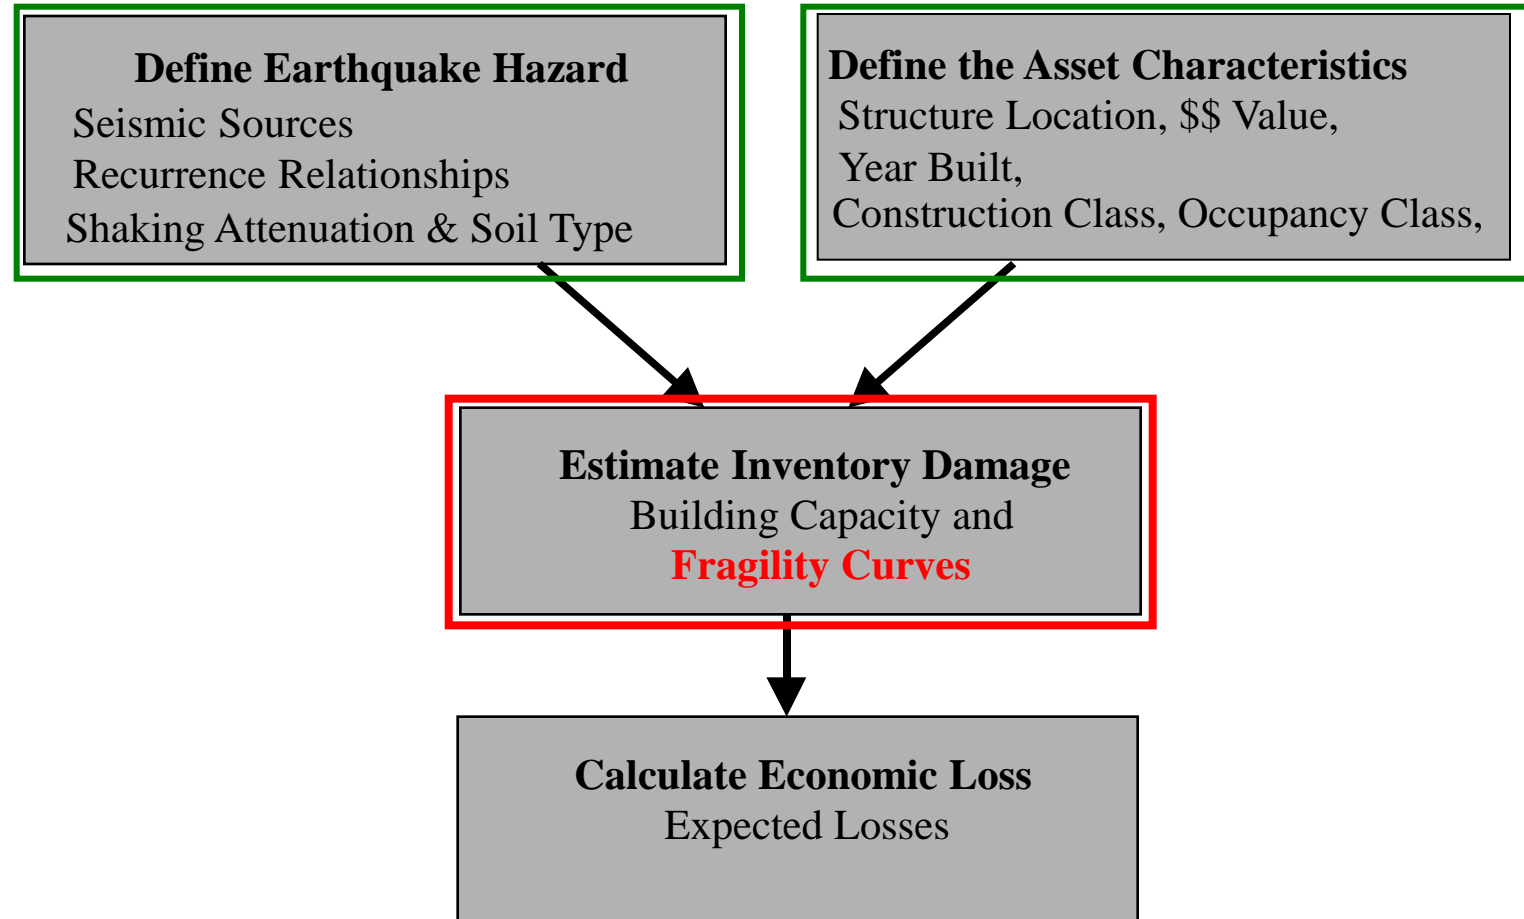 Define Earthquake Hazard
Seismic Sources
Recurrence Relationships
Shaking Attenuation & Soil Type
Define the Asset Characteristics
Structure Location, $$ Value,
Year Built,
Construction Class, Occupancy Class,
Estimate Inventory Damage
Building Capacity and
Fragility Curves
Calculate Economic Loss
Expected Losses